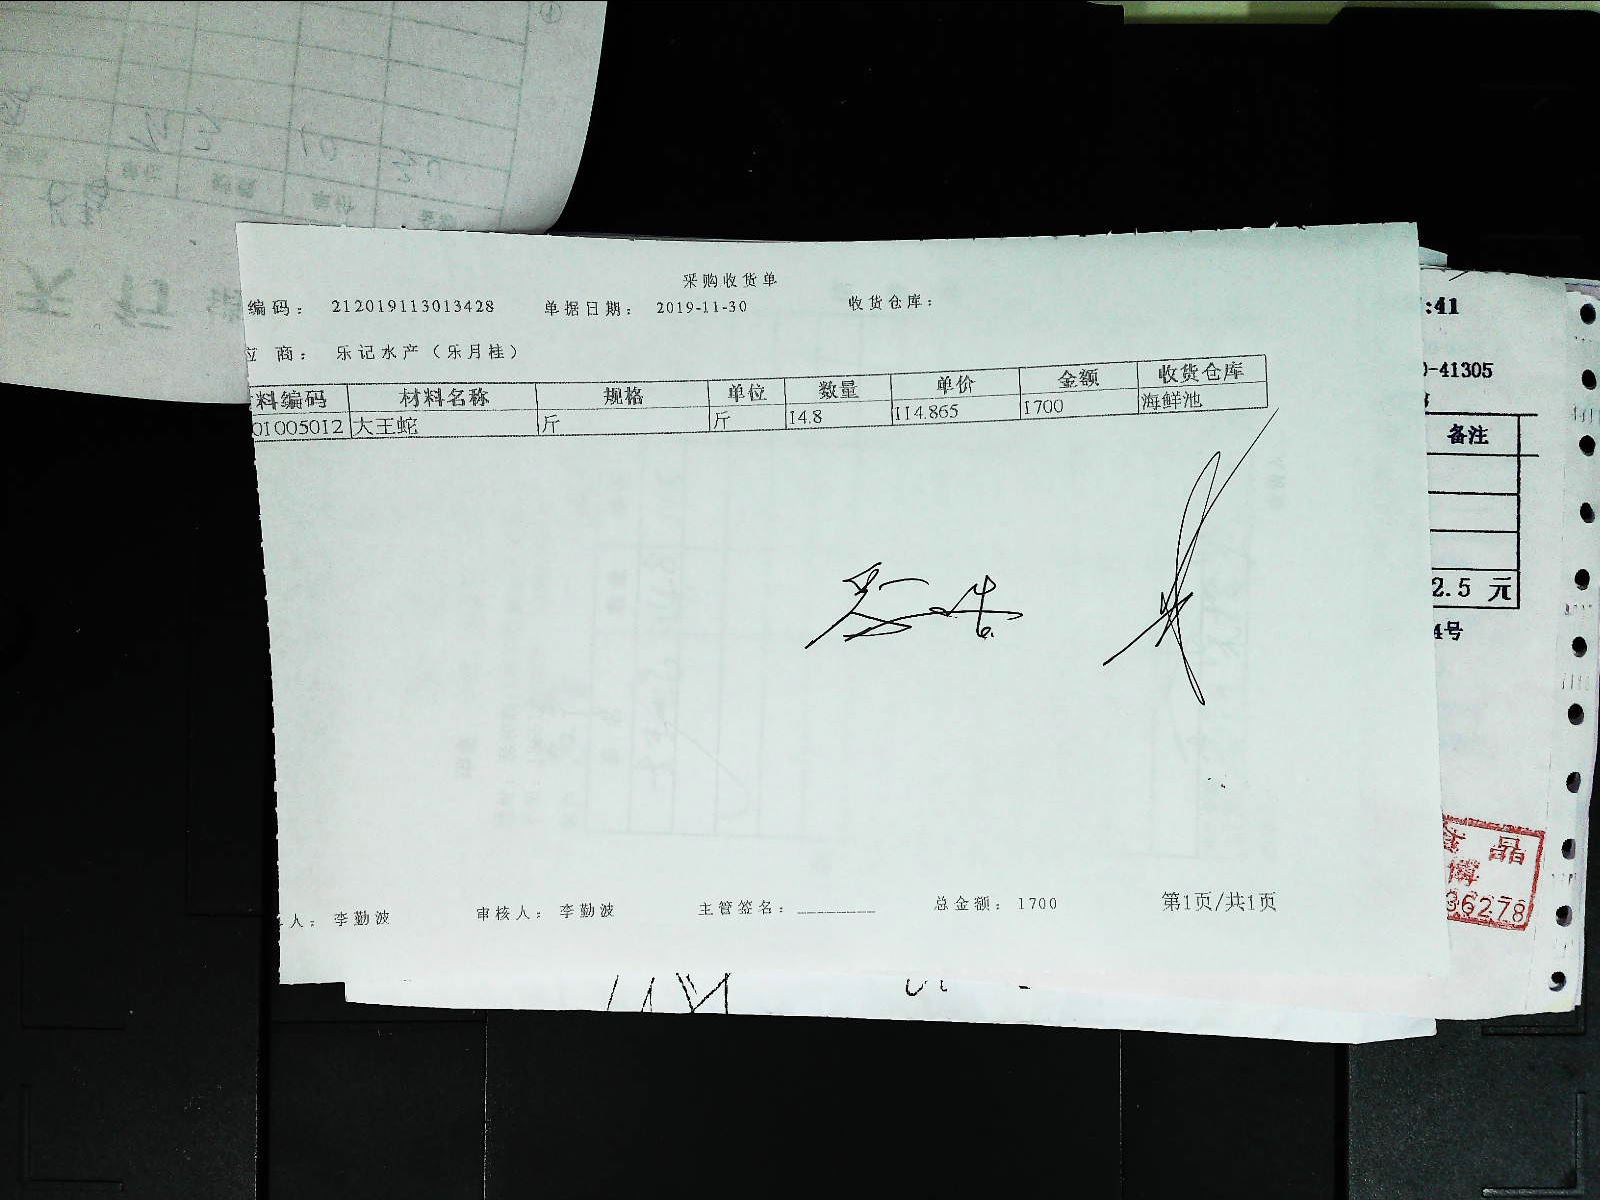 采购收货单
编码： 212019113013428 单据日期： 2019-11-30 收货仓库：
应 商： 乐记水产（乐月桂）
料编码 材料名称 规格 单位 数量 单价 金额 收货仓库
01005012 大王蛇 斤 斤 14.8 114.865 1700 海鲜池
人： 李勤波 审核人： 李勤波 主管签名： 总金额： 1700 第1页/共1页
:41
-41305
备注
2.5 元
4号
晶
博
36278